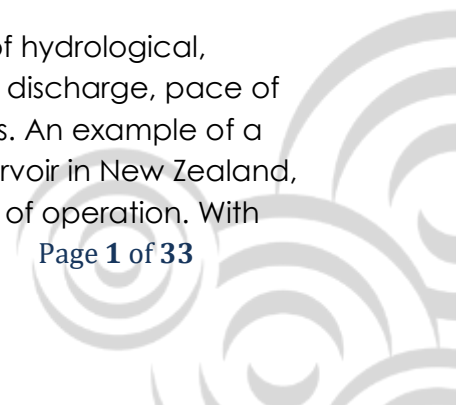 of hydrological,
discharge, pace of
s. An example of a
rvoir in New Zealand,
of operation. With
Page 1 of 33